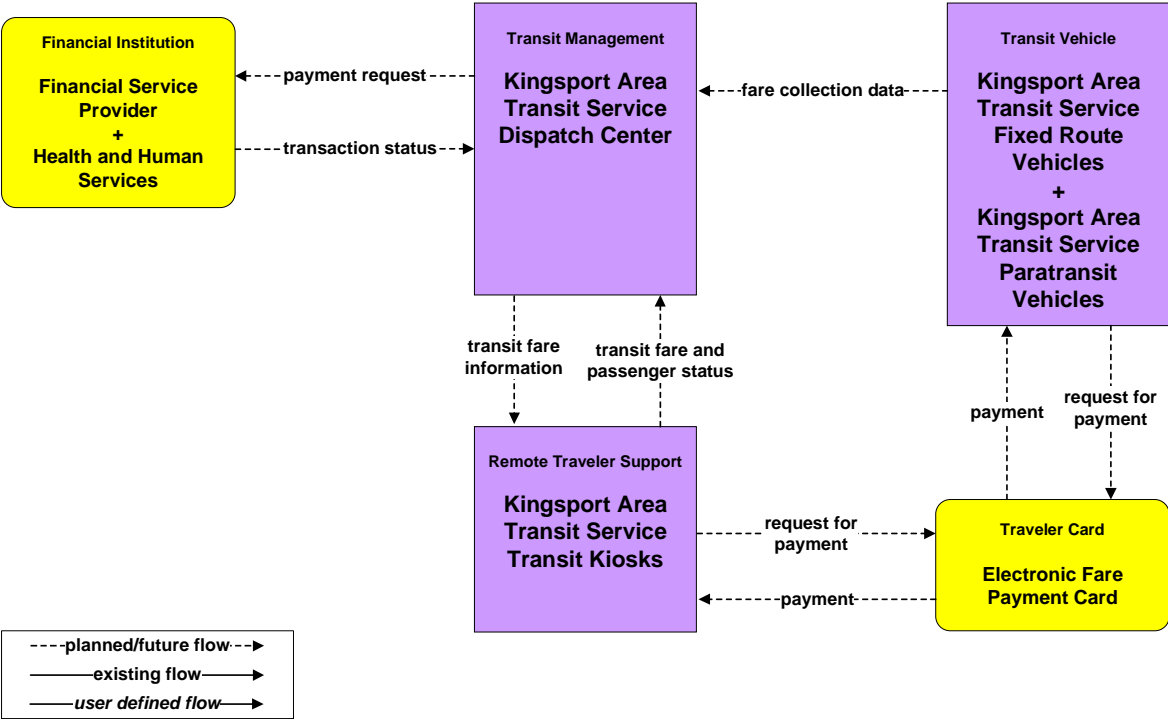 Financial Institution
Financial Service
Provider
+
Health and Human
Services
payment request
transaction status
Transit Management
Kingsport Area
Transit Service
Dispatch Center
fare collection data
Transit Vehicle
Kingsport Area
Transit Service
Fixed Route
Vehicles
+
Kingsport Area
Transit Service
Paratransit
Vehicles
transit fare
information
transit fare and
passenger status
payment
request for
payment
Remote Traveler Support
Kingsport Area
Transit Service
Transit Kiosks
request for
payment
payment
Traveler Card
Electronic Fare
Payment Card
planned/future flow
existing flow
user defined flow